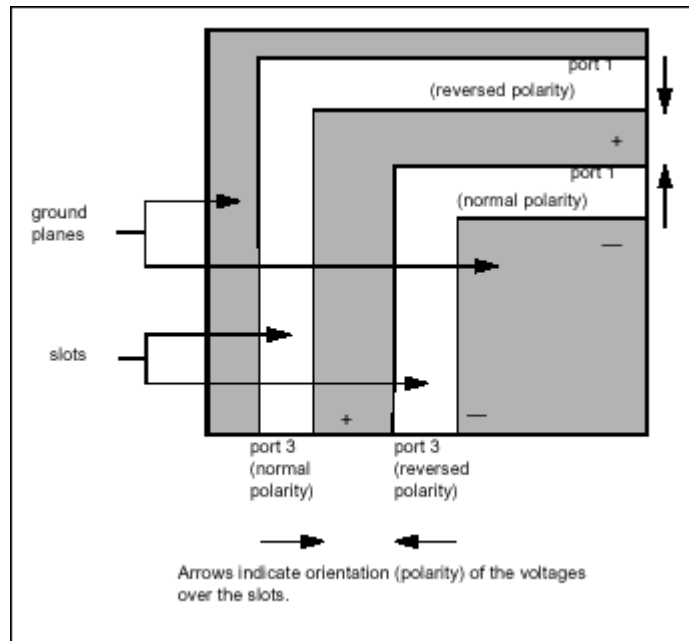 port 1
(reversed polarity)
+
port 1
(normal polarity)
ground
planes
—
slots
+
—
port 3
(normal
polarity)
port 3
(reversed
polarity)
Arrows indicate orientation (polarity) of the voltages
over the slots.